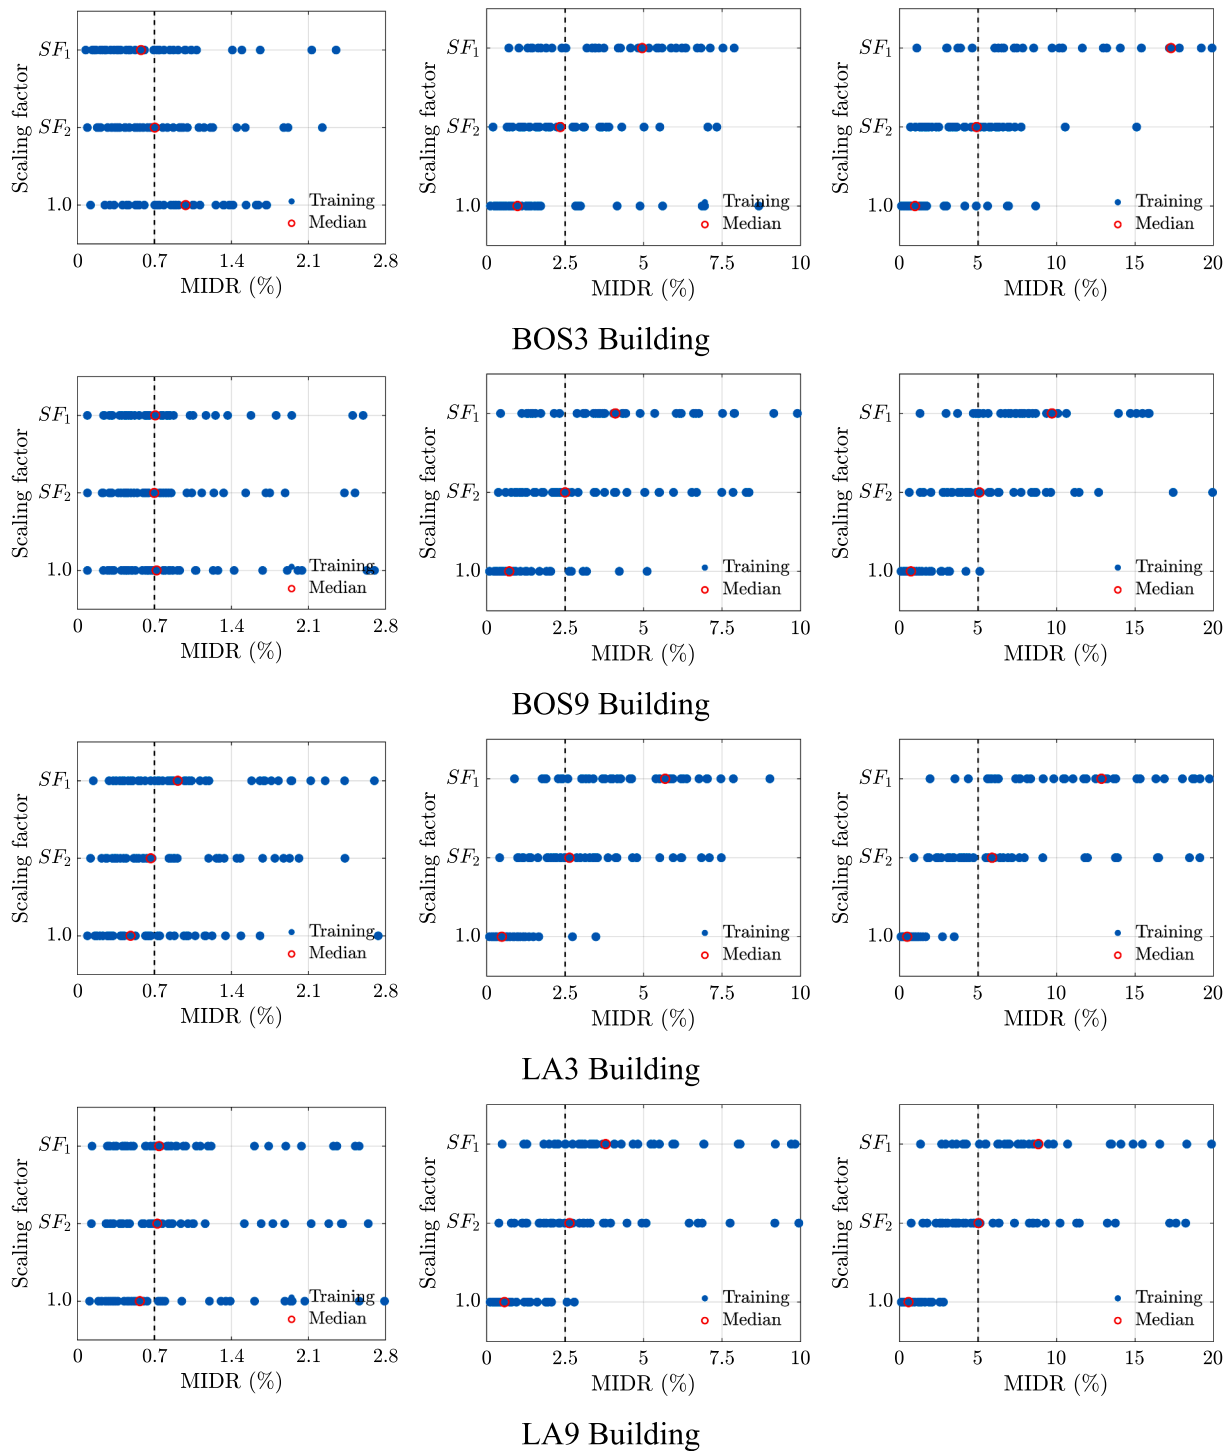 Scaling factor
SF1
SF2
1.0
Training
Median
0 0.7 1.4 2.1 2.8
MIDR (%)
Scaling factor
SF1
SF2
1.0
Training
Median
0 2.5 5 7.5 10
MIDR (%)
Scaling factor
SF1
SF2
1.0
Training
Median
0 5 10 15 20
MIDR (%)
BOS3 Building
Scaling factor
SF1
SF2
1.0
Training
Median
0 0.7 1.4 2.1 2.8
MIDR (%)
Scaling factor
SF1
SF2
1.0
Training
Median
0 2.5 5 7.5 10
MIDR (%)
Scaling factor
SF1
SF2
1.0
Training
Median
0 5 10 15 20
MIDR (%)
BOS9 Building
Scaling factor
SF1
SF2
1.0
Training
Median
0 0.7 1.4 2.1 2.8
MIDR (%)
Scaling factor
SF1
SF2
1.0
Training
Median
0 2.5 5 7.5 10
MIDR (%)
Scaling factor
SF1
SF2
1.0
Training
Median
0 5 10 15 20
MIDR (%)
LA3 Building
Scaling factor
SF1
SF2
1.0
Training
Median
0 0.7 1.4 2.1 2.8
MIDR (%)
Scaling factor
SF1
SF2
1.0
Training
Median
0 2.5 5 7.5 10
MIDR (%)
Scaling factor
SF1
SF2
1.0
Training
Median
0 5 10 15 20
MIDR (%)
LA9 Building